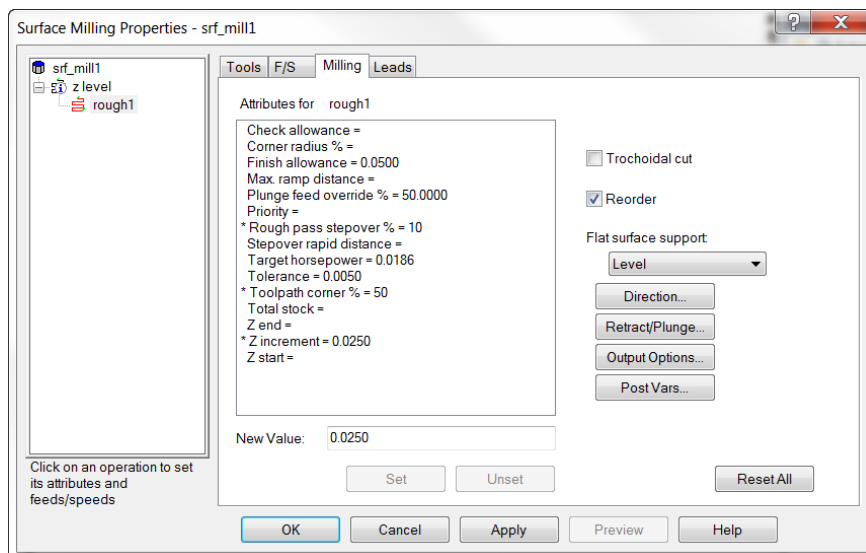 Surface Milling Properties - srf_mill1
srf_mill1
z level
rough1
Click on an operation to set
its attributes and
feeds/speeds
Tools F/S Milling Leads
Attributes for rough1
Check allowance =
Corner radius % =
Finish allowance = 0.0500
Max. ramp distance =
Plunge feed override % = 50.0000
Priority =
* Rough pass stepover % = 10
Stepover rapid distance =
Target horsepower = 0.0186
Tolerance = 0.0050
* Toolpath corner % = 50
Total stock =
Z end =
* Z increment = 0.0250
Z start =
New Value: 0.0250
Set Unset
Trochoidal cut
Reorder
Flat surface support:
Level
Direction...
Retract/Plunge...
Output Options...
Post Vars...
Reset All
OK Cancel Apply Preview Help